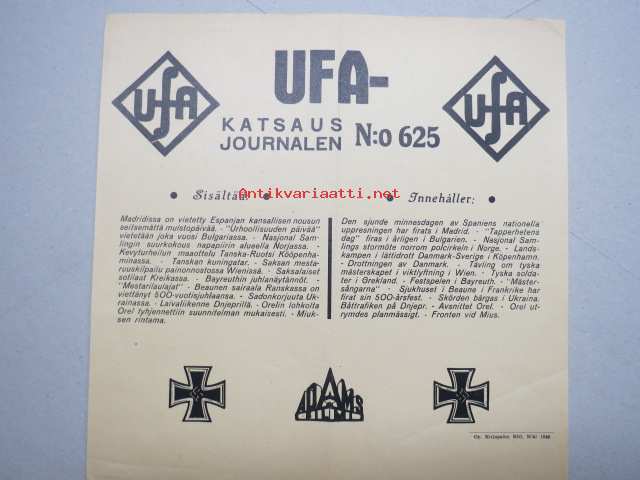 UFA
UFA-
UFA
KATSAUS
JOURNALEN
N:o 625
Antikvariaatti.net
Sisältää:
Madridissa on vietetty Espanjan kansallisen nousun
seitsemättä muistopäivää. - "Urhoollisuuden päivää"
vietetään joka vuosi Bulgariassa. - Nasjonal Sam-
lingin suurkokous napapiirin alueella Norjassa. -
Kevyturheilun maaottelu Tanska-Ruotsi Kööpenha-
minassa. - Tanskan kuningatar. - Saksan mesta-
ruuskilpailu painonnostossa Wienissä. - Saksalaiset
sotilaat Kreikassa. - Bayreuthin juhlanäytännöt. -
"Mestarilaulajat" - Beaunen sairaala Ranskassa on
viettänyt 500-vuotisjuhlaansa. - Sadonkorjuuta Uk-
rainassa. - Laivaliikenne Dnjeprillä. - Orelin lohkolta
Orel tyhjennettiin suunnitelman mukaisesti. - Miuk-
sen rintama.
Innehåller:
Den sjunde minnesdagen av Spaniens nationella
uppresningen har firats i Madrid. - "Tapperhetens
dag" firas i årligen i Bulgarien. - Nasjonal Sam-
lings stormöte norrom polcirkeln i Norge. - Lands-
kampen i lättidrott Danmark-Sverige i Köpenhamn.
- Drottningen av Danmark. - Tävling om tyska
mästerskapet i viktlyftning i Wien. - Tyska solda-
ter i Grekland. - Festspelen i Bayreuth. - "Mäster-
sångarna" - Sjukhuset i Beaune i Frankrike har
firat sin 500-årsfest. - Skörden bärgas i Ukraina.
Båttrafiken på Dnjepr. - Avsnittet Orel. - Orel ut-
rymdes planmässigt. - Fronten vid Mius.
ADAMS